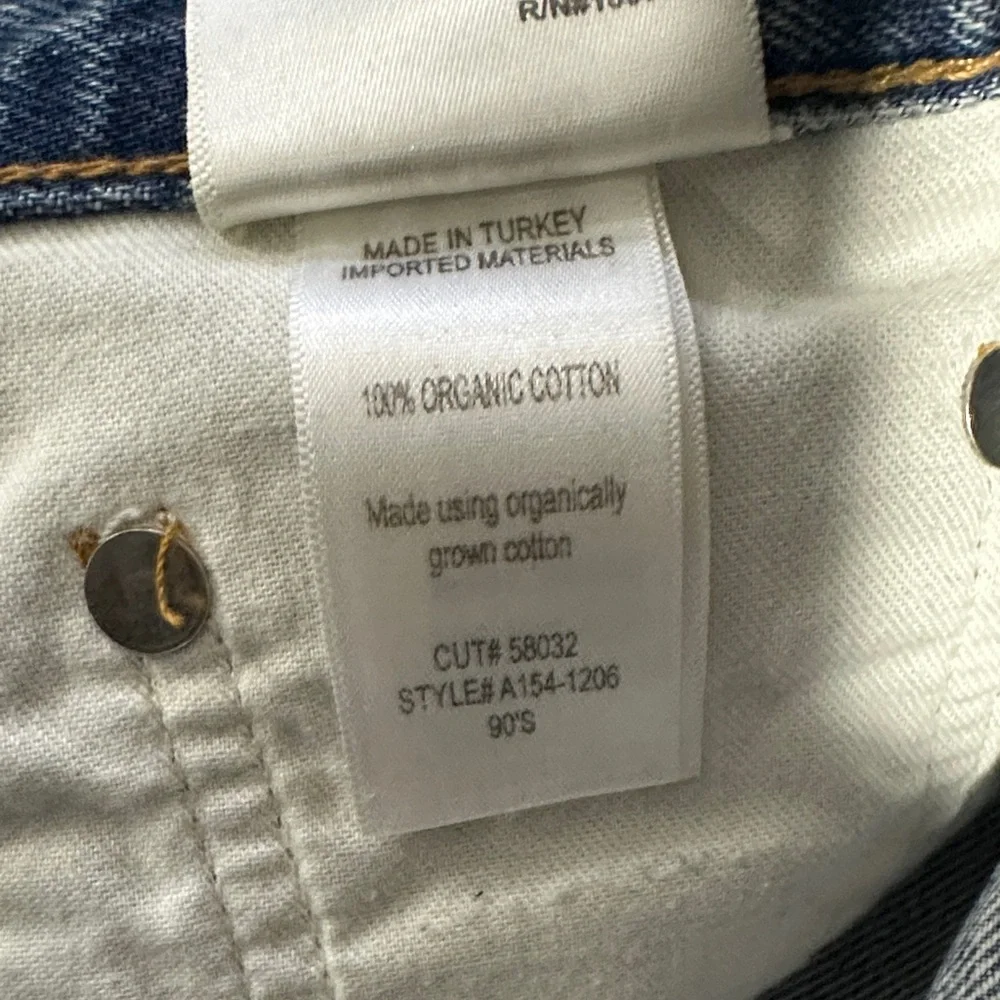 MADE IN TURKEY
IMPORTED MATERIALS
100% ORGANIC COTTON
Made using organically
grown cotton
CUT# 58032
STYLE# A154-1206
90'S